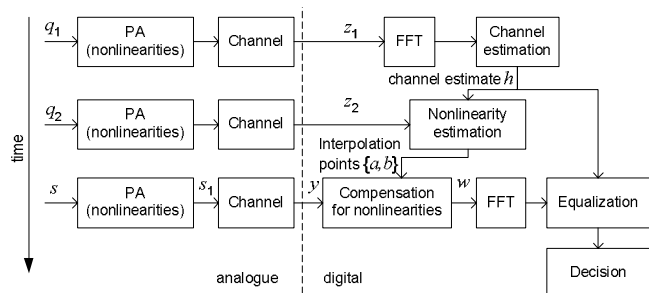 q1
PA
(nonlinearities)
Channel
z1
FFT
Channel
estimation
channel estimate h
q2
PA
(nonlinearities)
Channel
z2
Nonlinearity
estimation
time
Interpolation
points {a,b}
s
PA
(nonlinearities)
s1
Channel
y
Compensation
for nonlinearities
w
FFT
Equalization
analogue
digital
Decision